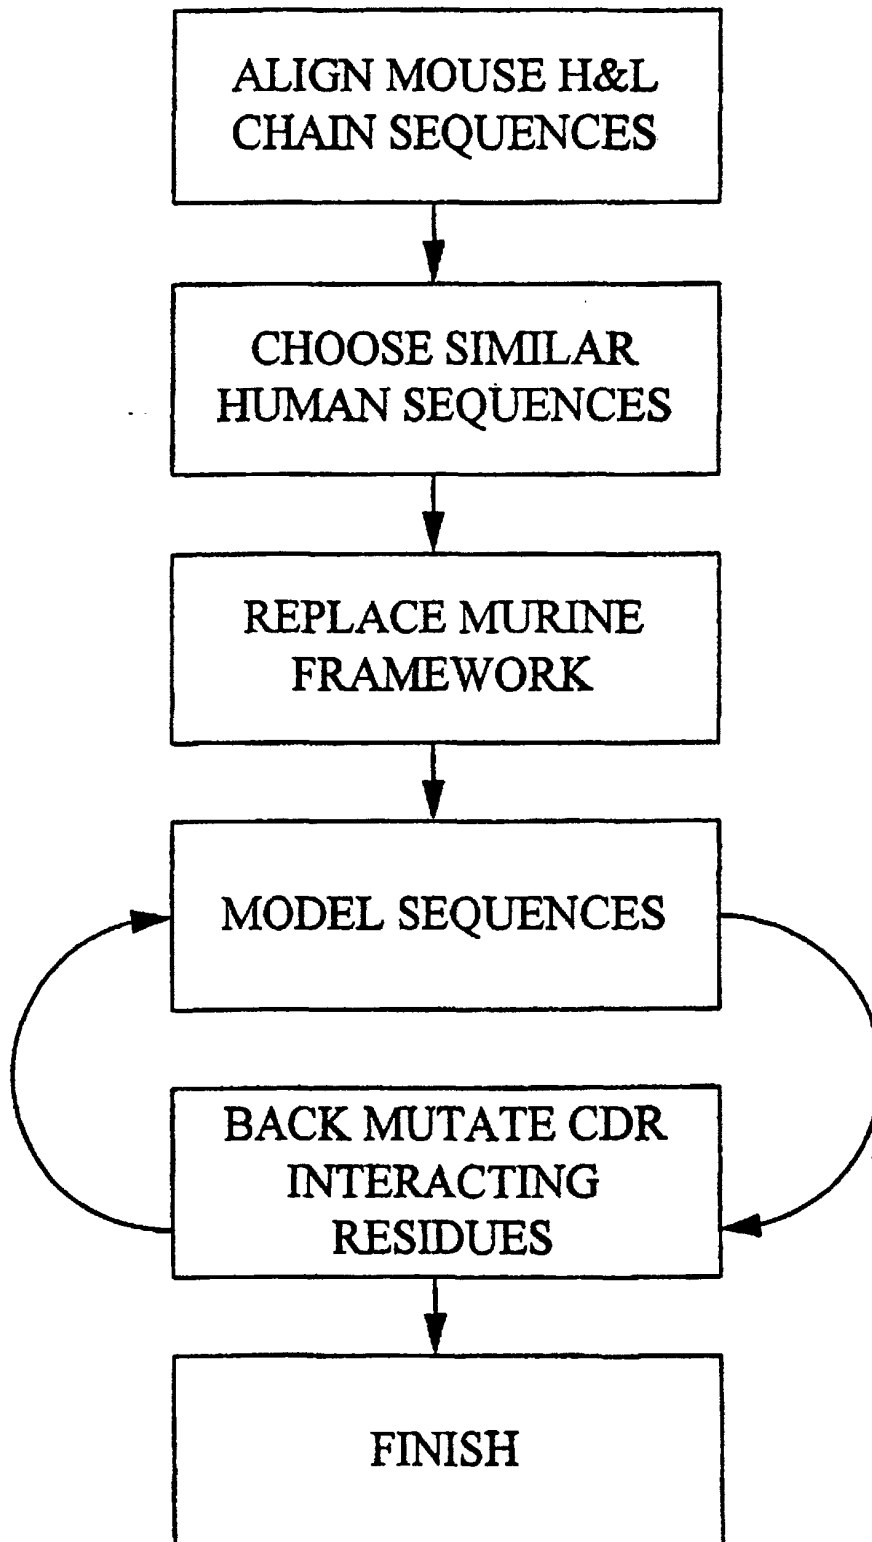 ALIGN MOUSE H&L
CHAIN SEQUENCES
CHOOSE SIMILAR
HUMAN SEQUENCES
REPLACE MURINE
FRAMEWORK
MODEL SEQUENCES
BACK MUTATE CDR
INTERACTING
RESIDUES
FINISH